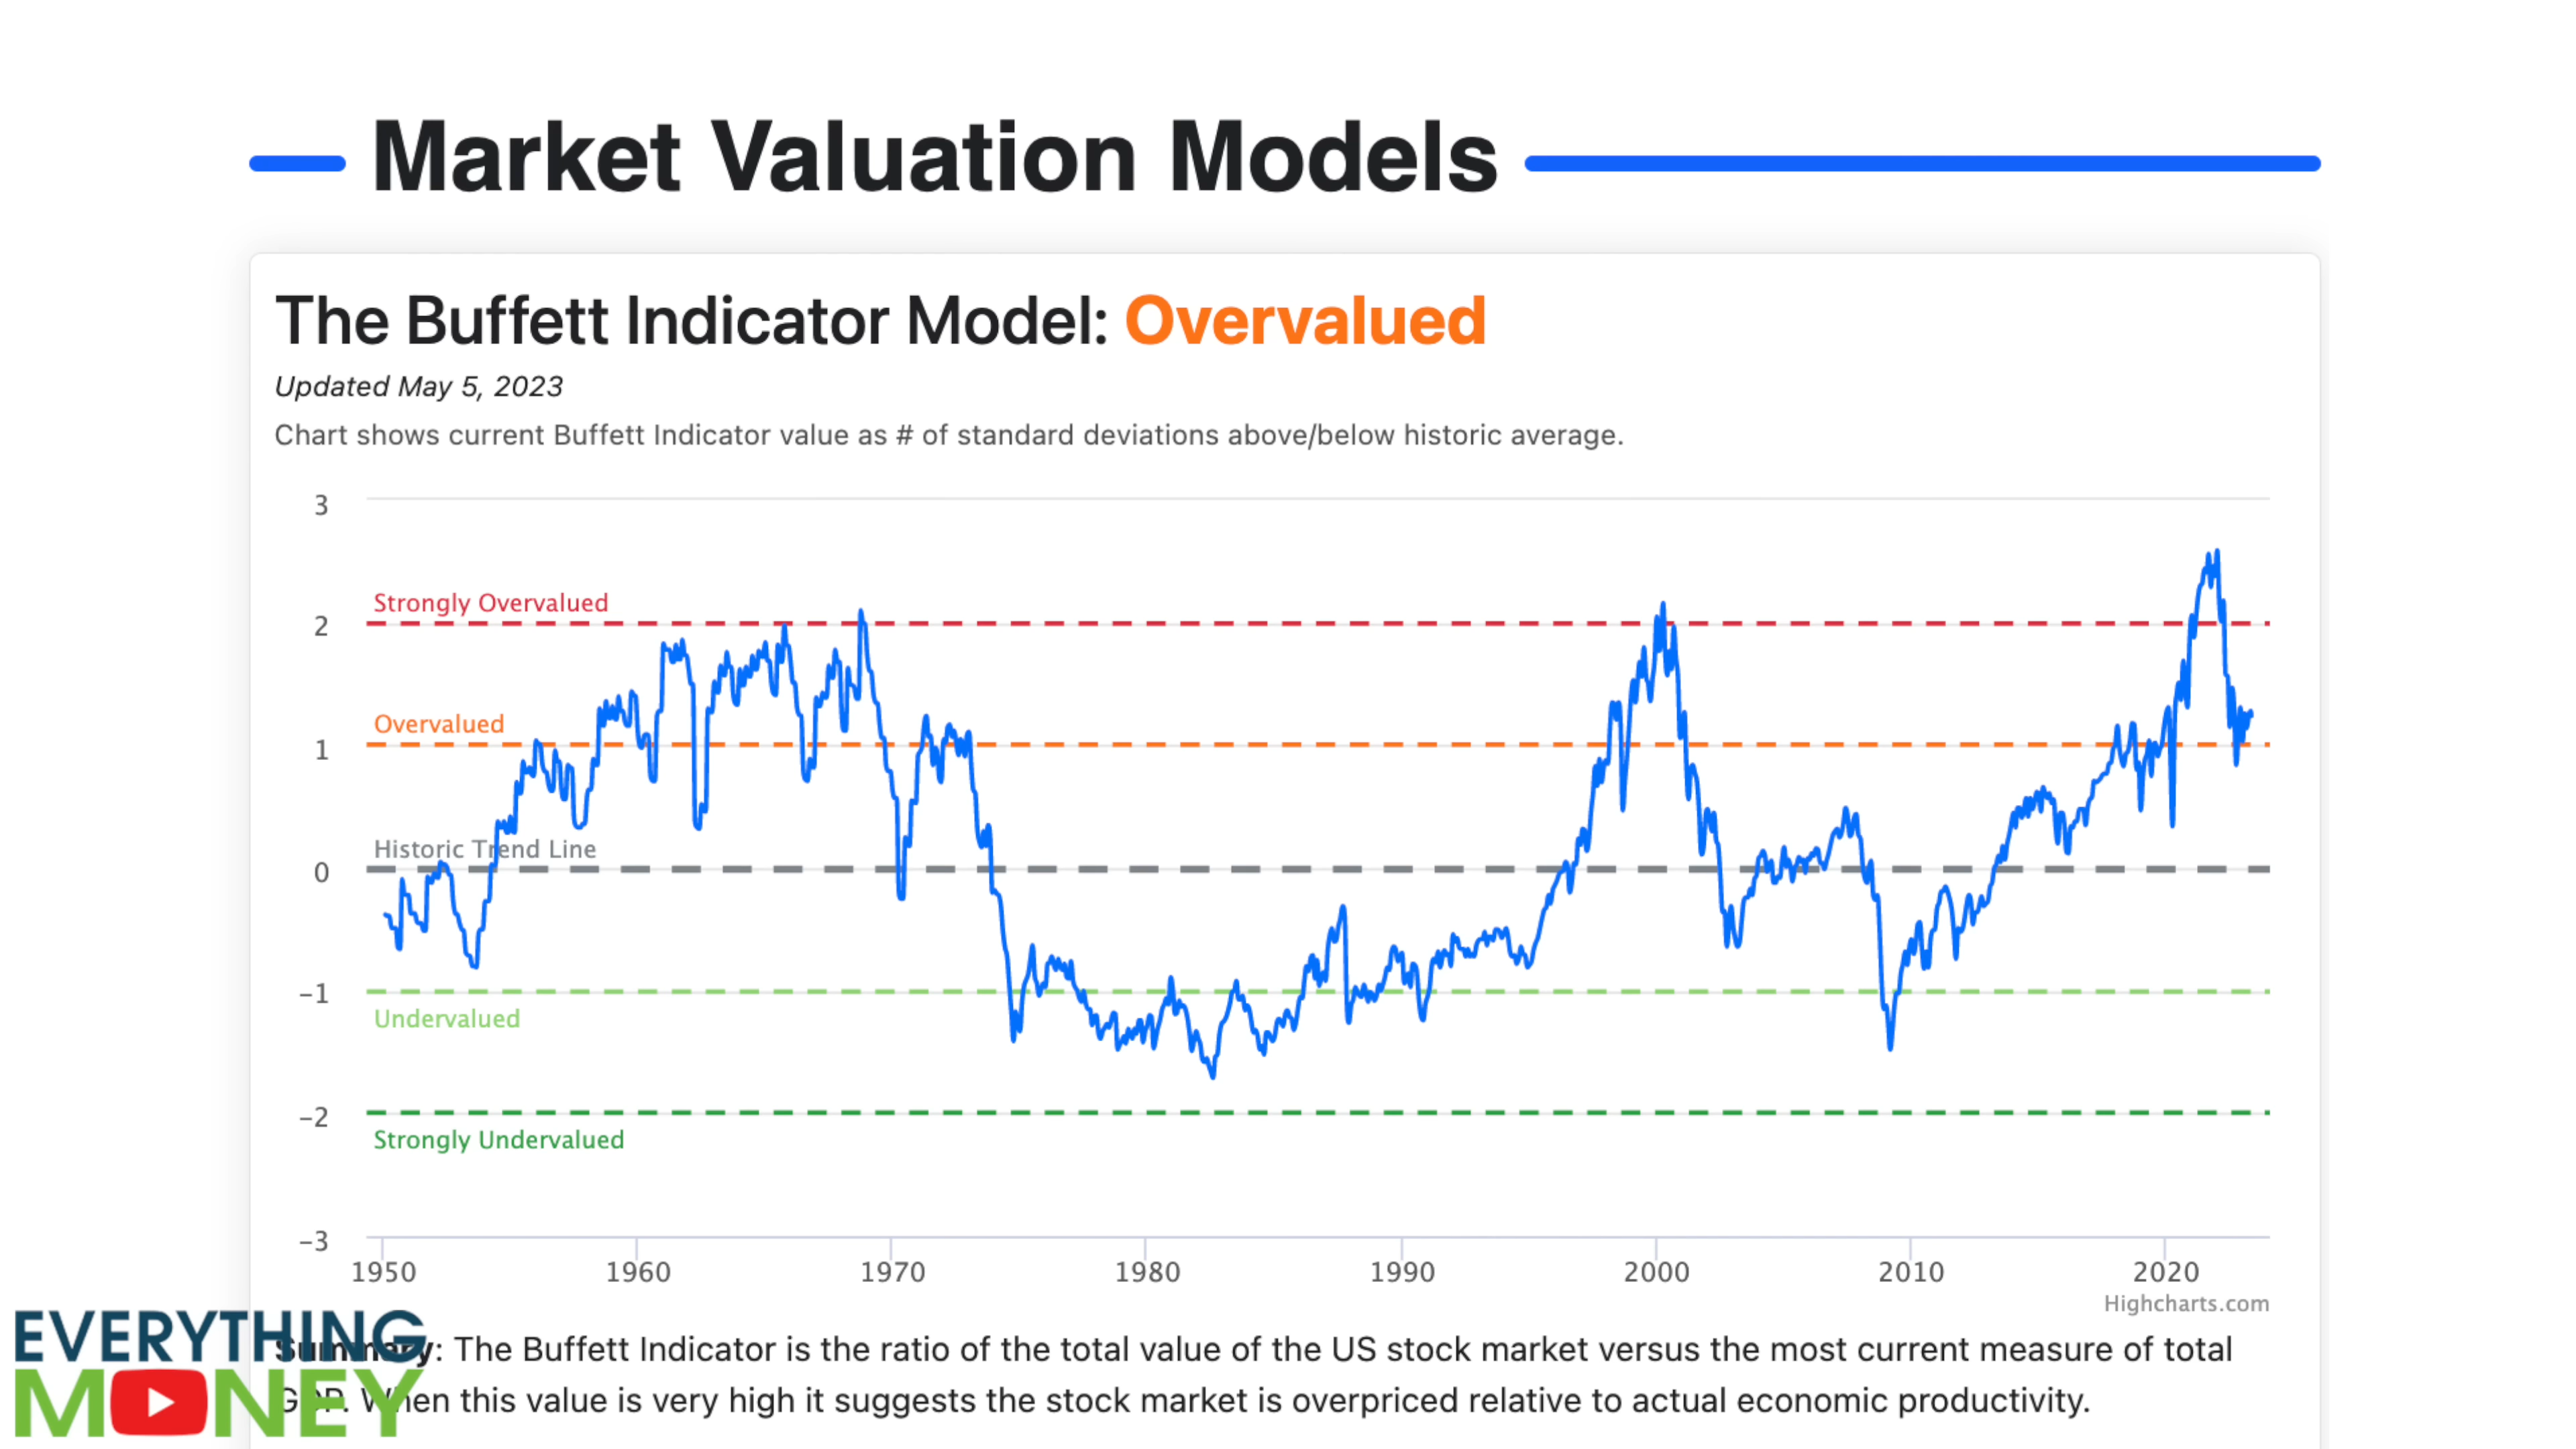 Market Valuation Models
The Buffett Indicator Model: Overvalued
Updated May 5, 2023
Chart shows current Buffett Indicator value as # of standard deviations above/below historic average.
3
Strongly Overvalued
2
Overvalued
1
Historic Trend Line
0
−1
Undervalued
−2
Strongly Undervalued
−3
1950 1960 1970 1980 1990 2000 2010 2020
Highcharts.com
Summary: The Buffett Indicator is the ratio of the total value of the US stock market versus the most current measure of total
GDP. When this value is very high it suggests the stock market is overpriced relative to actual economic productivity.
EVERYTHING
MONEY